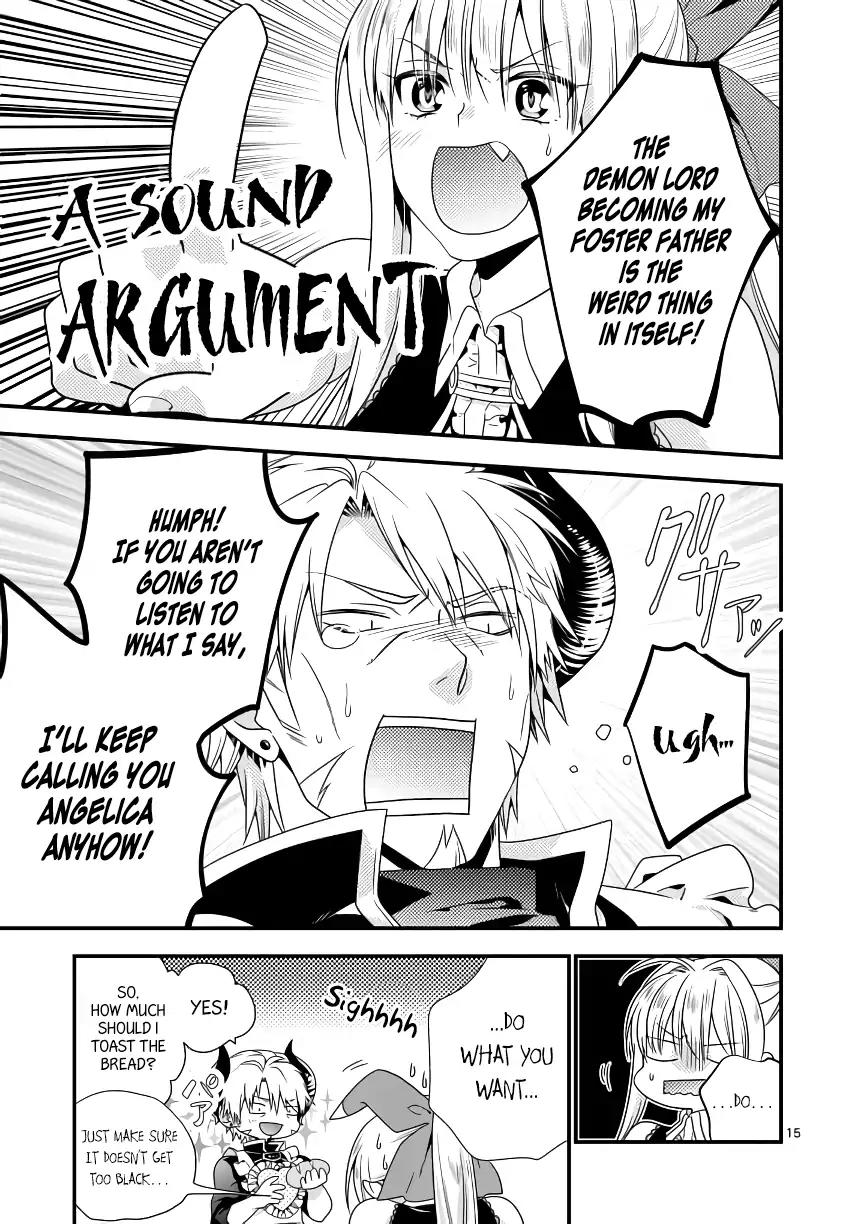 THE
DEMON LORD
BECOMING MY
FOSTER FATHER
IS THE
WEIRD THING
IN ITSELF!
A SOUND
ARGUMENT
グサアッ
Ugh...
HUMPH!
IF YOU AREN'T
GOING TO
LISTEN TO
WHAT I SAY,
I'LL KEEP
CALLING YOU
ANGELICA
ANYHOW!
...DO...
...DO
WHAT YOU
WANT...
Sighhhh
YES!
SO,
HOW MUCH
SHOULD I
TOAST THE
BREAD?
パアァ
JUST MAKE SURE
IT DOESN'T GET
TOO BLACK...
15